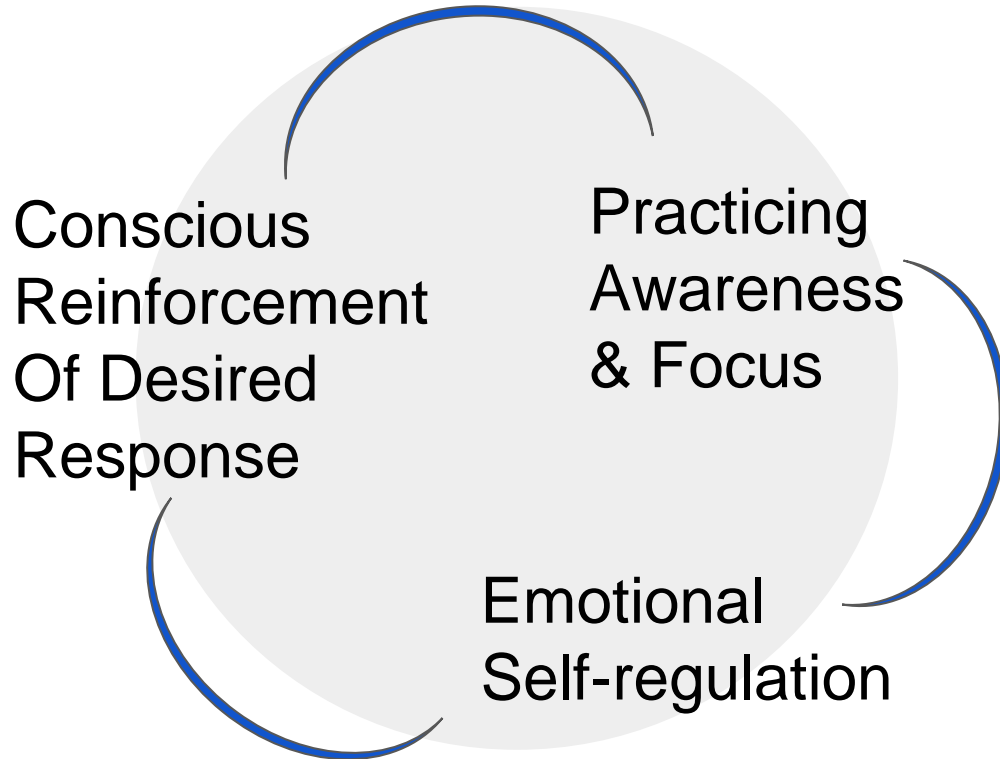 Conscious
Reinforcement
Of Desired
Response
Practicing
Awareness
& Focus
Emotional
Self-regulation